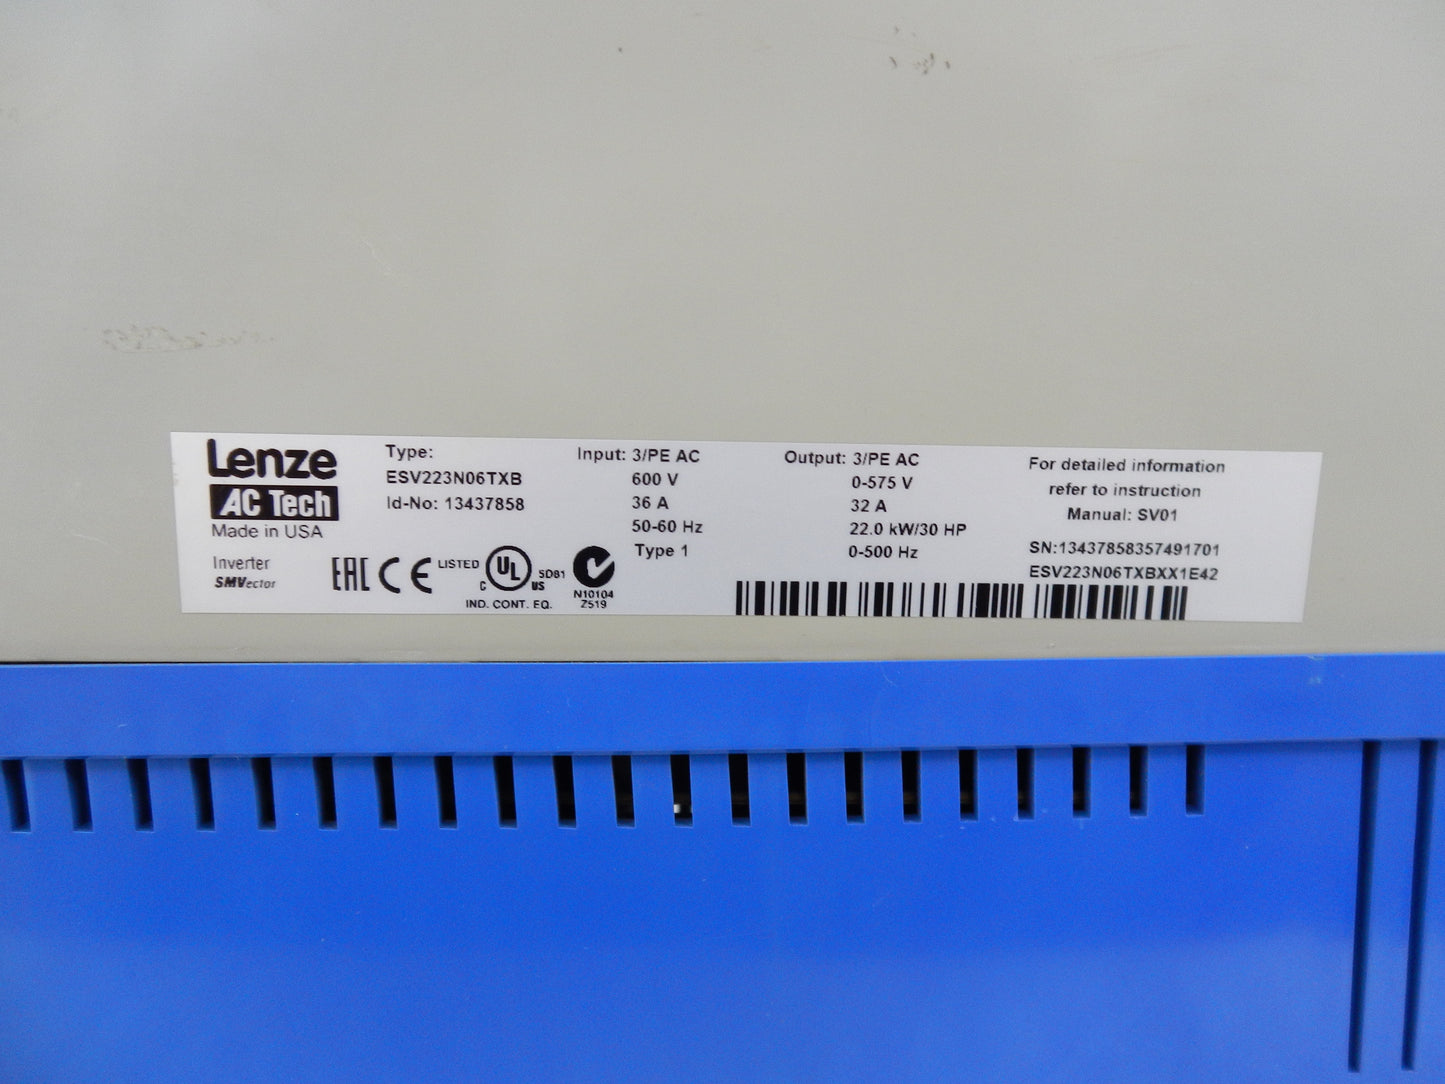 Lenze
AC Tech
Made in USA
Inverter
SMVector
Type:
ESV223N06TXB
Id-No: 13437858
EAC CE LISTED C UL US 5D81
IND. CONT. EQ.
N10104
Z519
Input: 3/PE AC
600 V
36 A
50-60 Hz
Type 1
Output: 3/PE AC
0-575 V
32 A
22.0 kW/30 HP
0-500 Hz
For detailed information
refer to instruction
Manual: SV01
SN:13437858357491701
ESV223N06TXBXX1E42